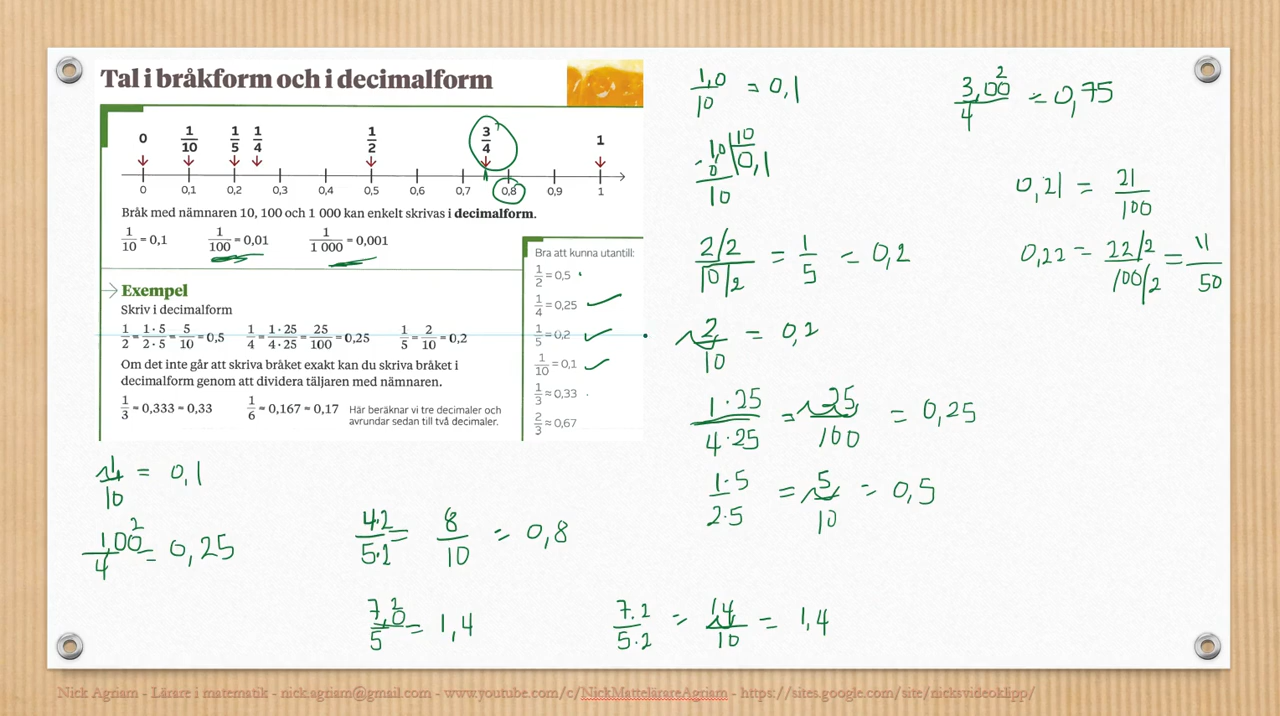 Tal i bråkform och i decimalform
0 1/10 1/5 1/4 1/2 3/4 1
0 0,1 0,2 0,3 0,4 0,5 0,6 0,7 0,8 0,9 1
Bråk med nämnaren 10, 100 och 1 000 kan enkelt skrivas i decimalform.
1/10 = 0,1 1/100 = 0,01 1/1 000 = 0,001
Exempel
Skriv i decimalform
1/2 = 1·5/2·5 = 5/10 = 0,5 1/4 = 1·25/4·25 = 25/100 = 0,25 1/5 = 2/10 = 0,2
Om det inte går att skriva bråket exakt kan du skriva bråket i
decimalform genom att dividera täljaren med nämnaren.
1/3 ≈ 0,333 ≈ 0,33 1/6 ≈ 0,167 ≈ 0,17
Här beräknar vi tre decimaler och
avrundar sedan till två decimaler.
Bra att kunna utantill:
1/2 = 0,5
1/4 = 0,25
1/5 = 0,2
1/10 = 0,1
1/3 ≈ 0,33
2/3 ≈ 0,67
1,0/10 = 0,1
2/2 / 10/2 = 1/5 = 0,2
2/10 = 0,2
1·25/4·25 = 25/100 = 0,25
1·5/2·5 = 5/10 = 0,5
3,00/4 = 0,75
0,21 = 21/100
0,22 = 22/2 / 100/2 = 11/50
1/10 = 0,1
1,00/4 = 0,25
4·2/5·2 = 8/10 = 0,8
7,0/5 = 1,4
7·2/5·2 = 14/10 = 1,4
Nick Agriam - Lärare i matematik - nick.agriam@gmail.com - www.youtube.com/c/NickMattelärareAgriam - https://sites.google.com/site/nicksvideoklipp/